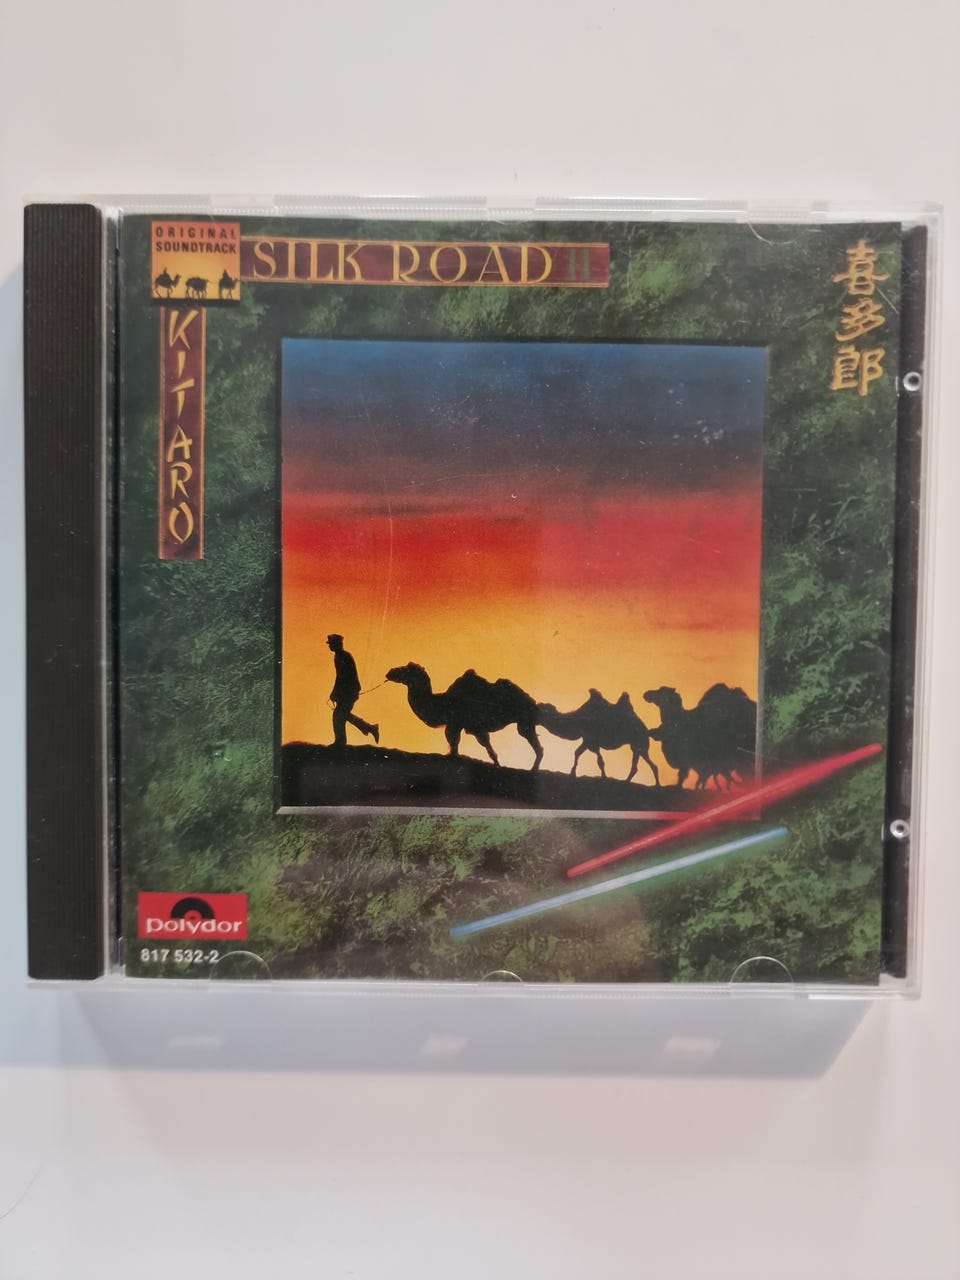 ORIGINAL
SOUNDTRACK
SILK ROAD II
KITARO
喜多郎
polydor
817 532-2